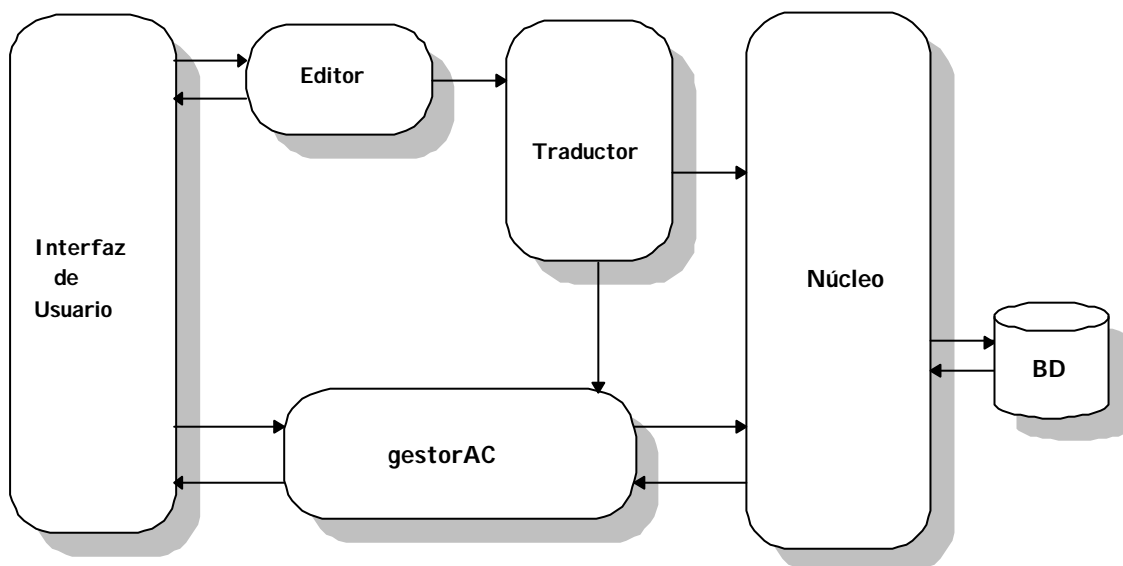 Editor
Traductor
Interfaz
de
Usuario
Núcleo
BD
gestorAC